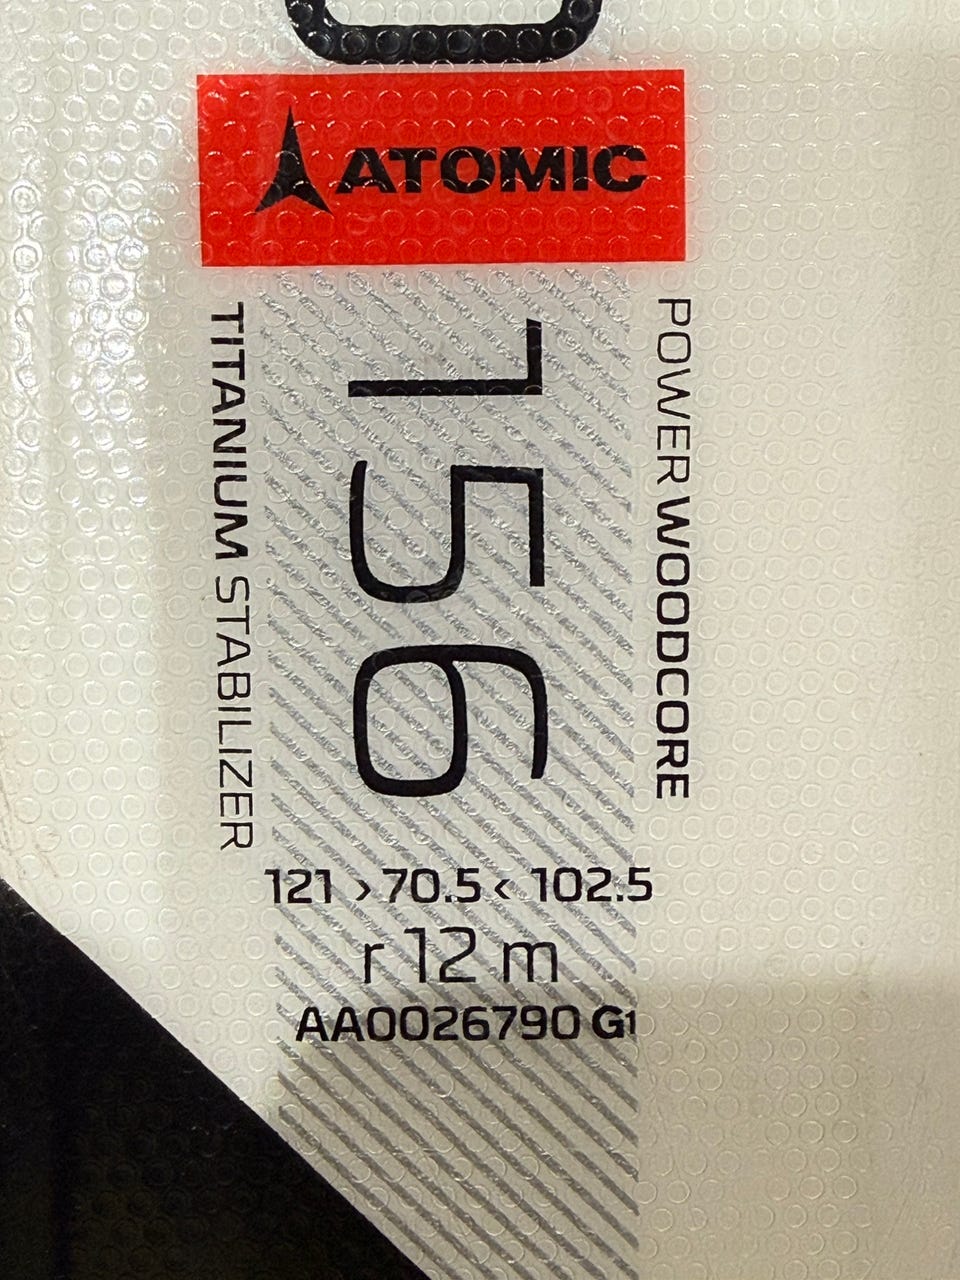 ATOMIC
TITANIUM STABILIZER
156
POWER WOODCORE
121 › 70.5 ‹ 102.5
r 12 m
AA0026790 G1